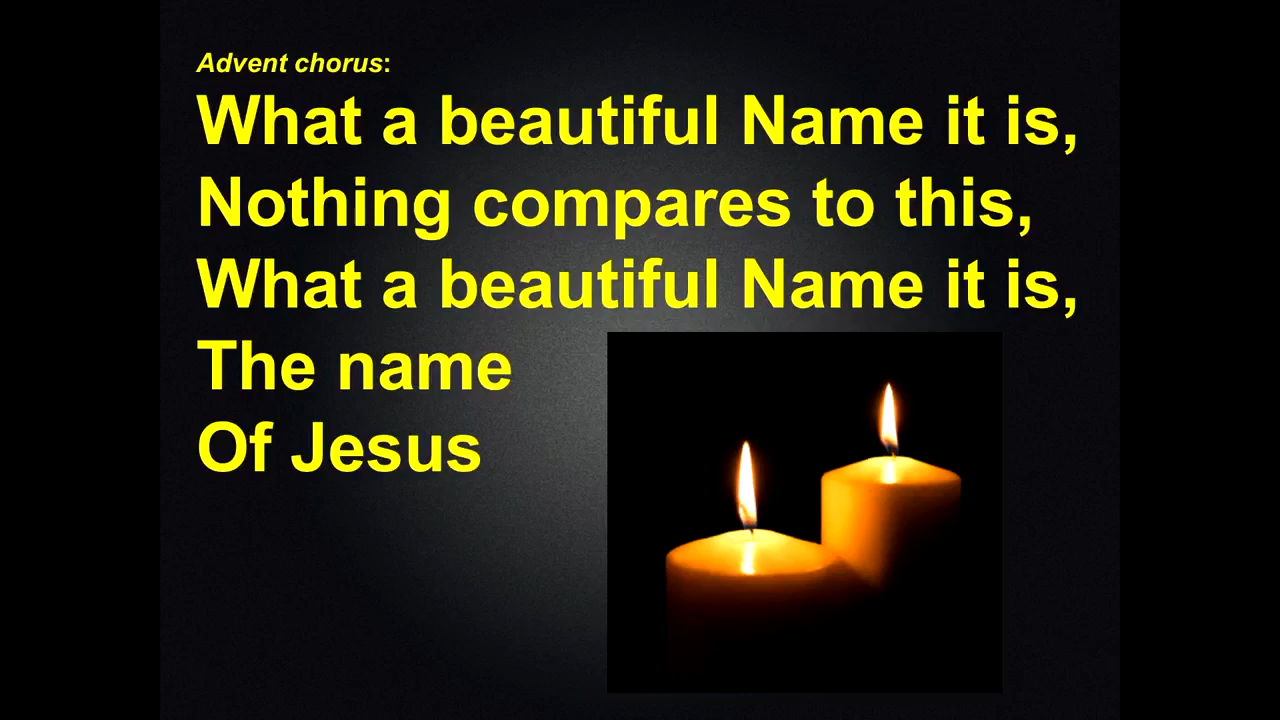 Advent chorus:
What a beautiful Name it is,
Nothing compares to this,
What a beautiful Name it is,
The name
Of Jesus